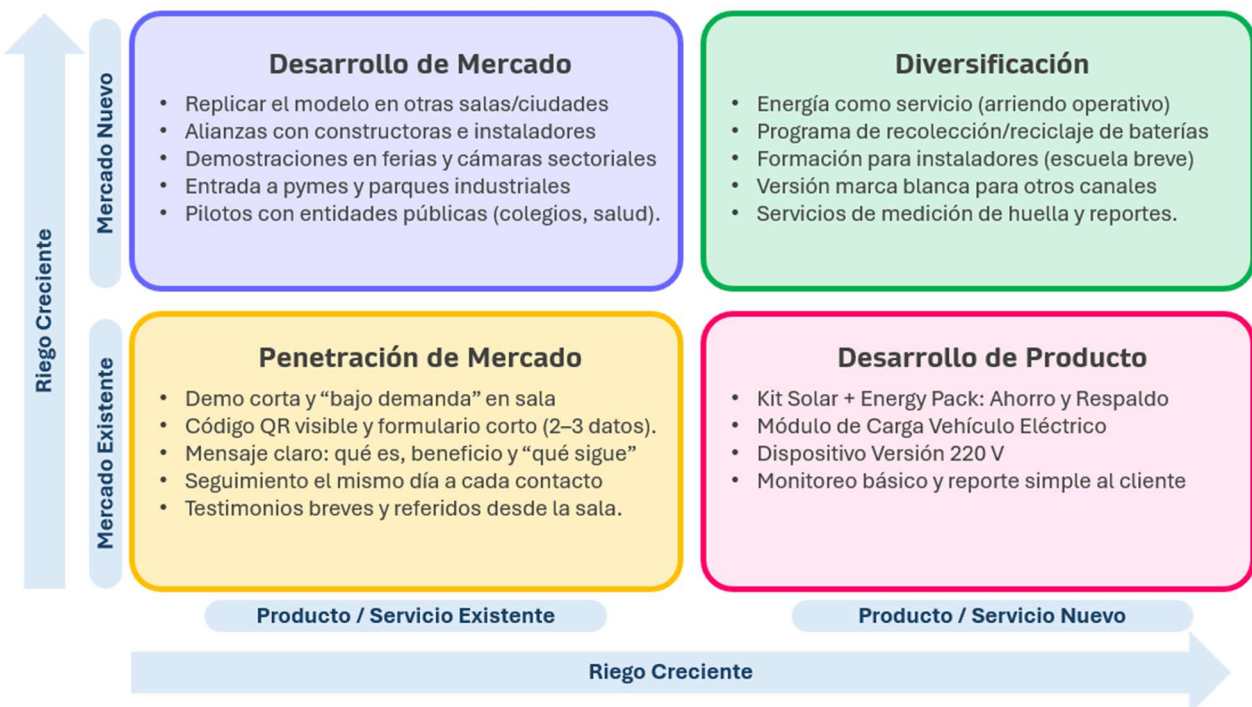 Riego Creciente
Mercado Nuevo
Desarrollo de Mercado
• Replicar el modelo en otras salas/ciudades
• Alianzas con constructoras e instaladores
• Demostraciones en ferias y cámaras sectoriales
• Entrada a pymes y parques industriales
• Pilotos con entidades públicas (colegios, salud).
Diversificación
• Energía como servicio (arriendo operativo)
• Programa de recolección/reciclaje de baterías
• Formación para instaladores (escuela breve)
• Versión marca blanca para otros canales
• Servicios de medición de huella y reportes.
Mercado Existente
Penetración de Mercado
• Demo corta y “bajo demanda” en sala
• Código QR visible y formulario corto (2–3 datos).
• Mensaje claro: qué es, beneficio y “qué sigue”
• Seguimiento el mismo día a cada contacto
• Testimonios breves y referidos desde la sala.
Desarrollo de Producto
• Kit Solar + Energy Pack: Ahorro y Respaldo
• Módulo de Carga Vehículo Eléctrico
• Dispositivo Versión 220 V
• Monitoreo básico y reporte simple al cliente
Producto / Servicio Existente
Producto / Servicio Nuevo
Riego Creciente